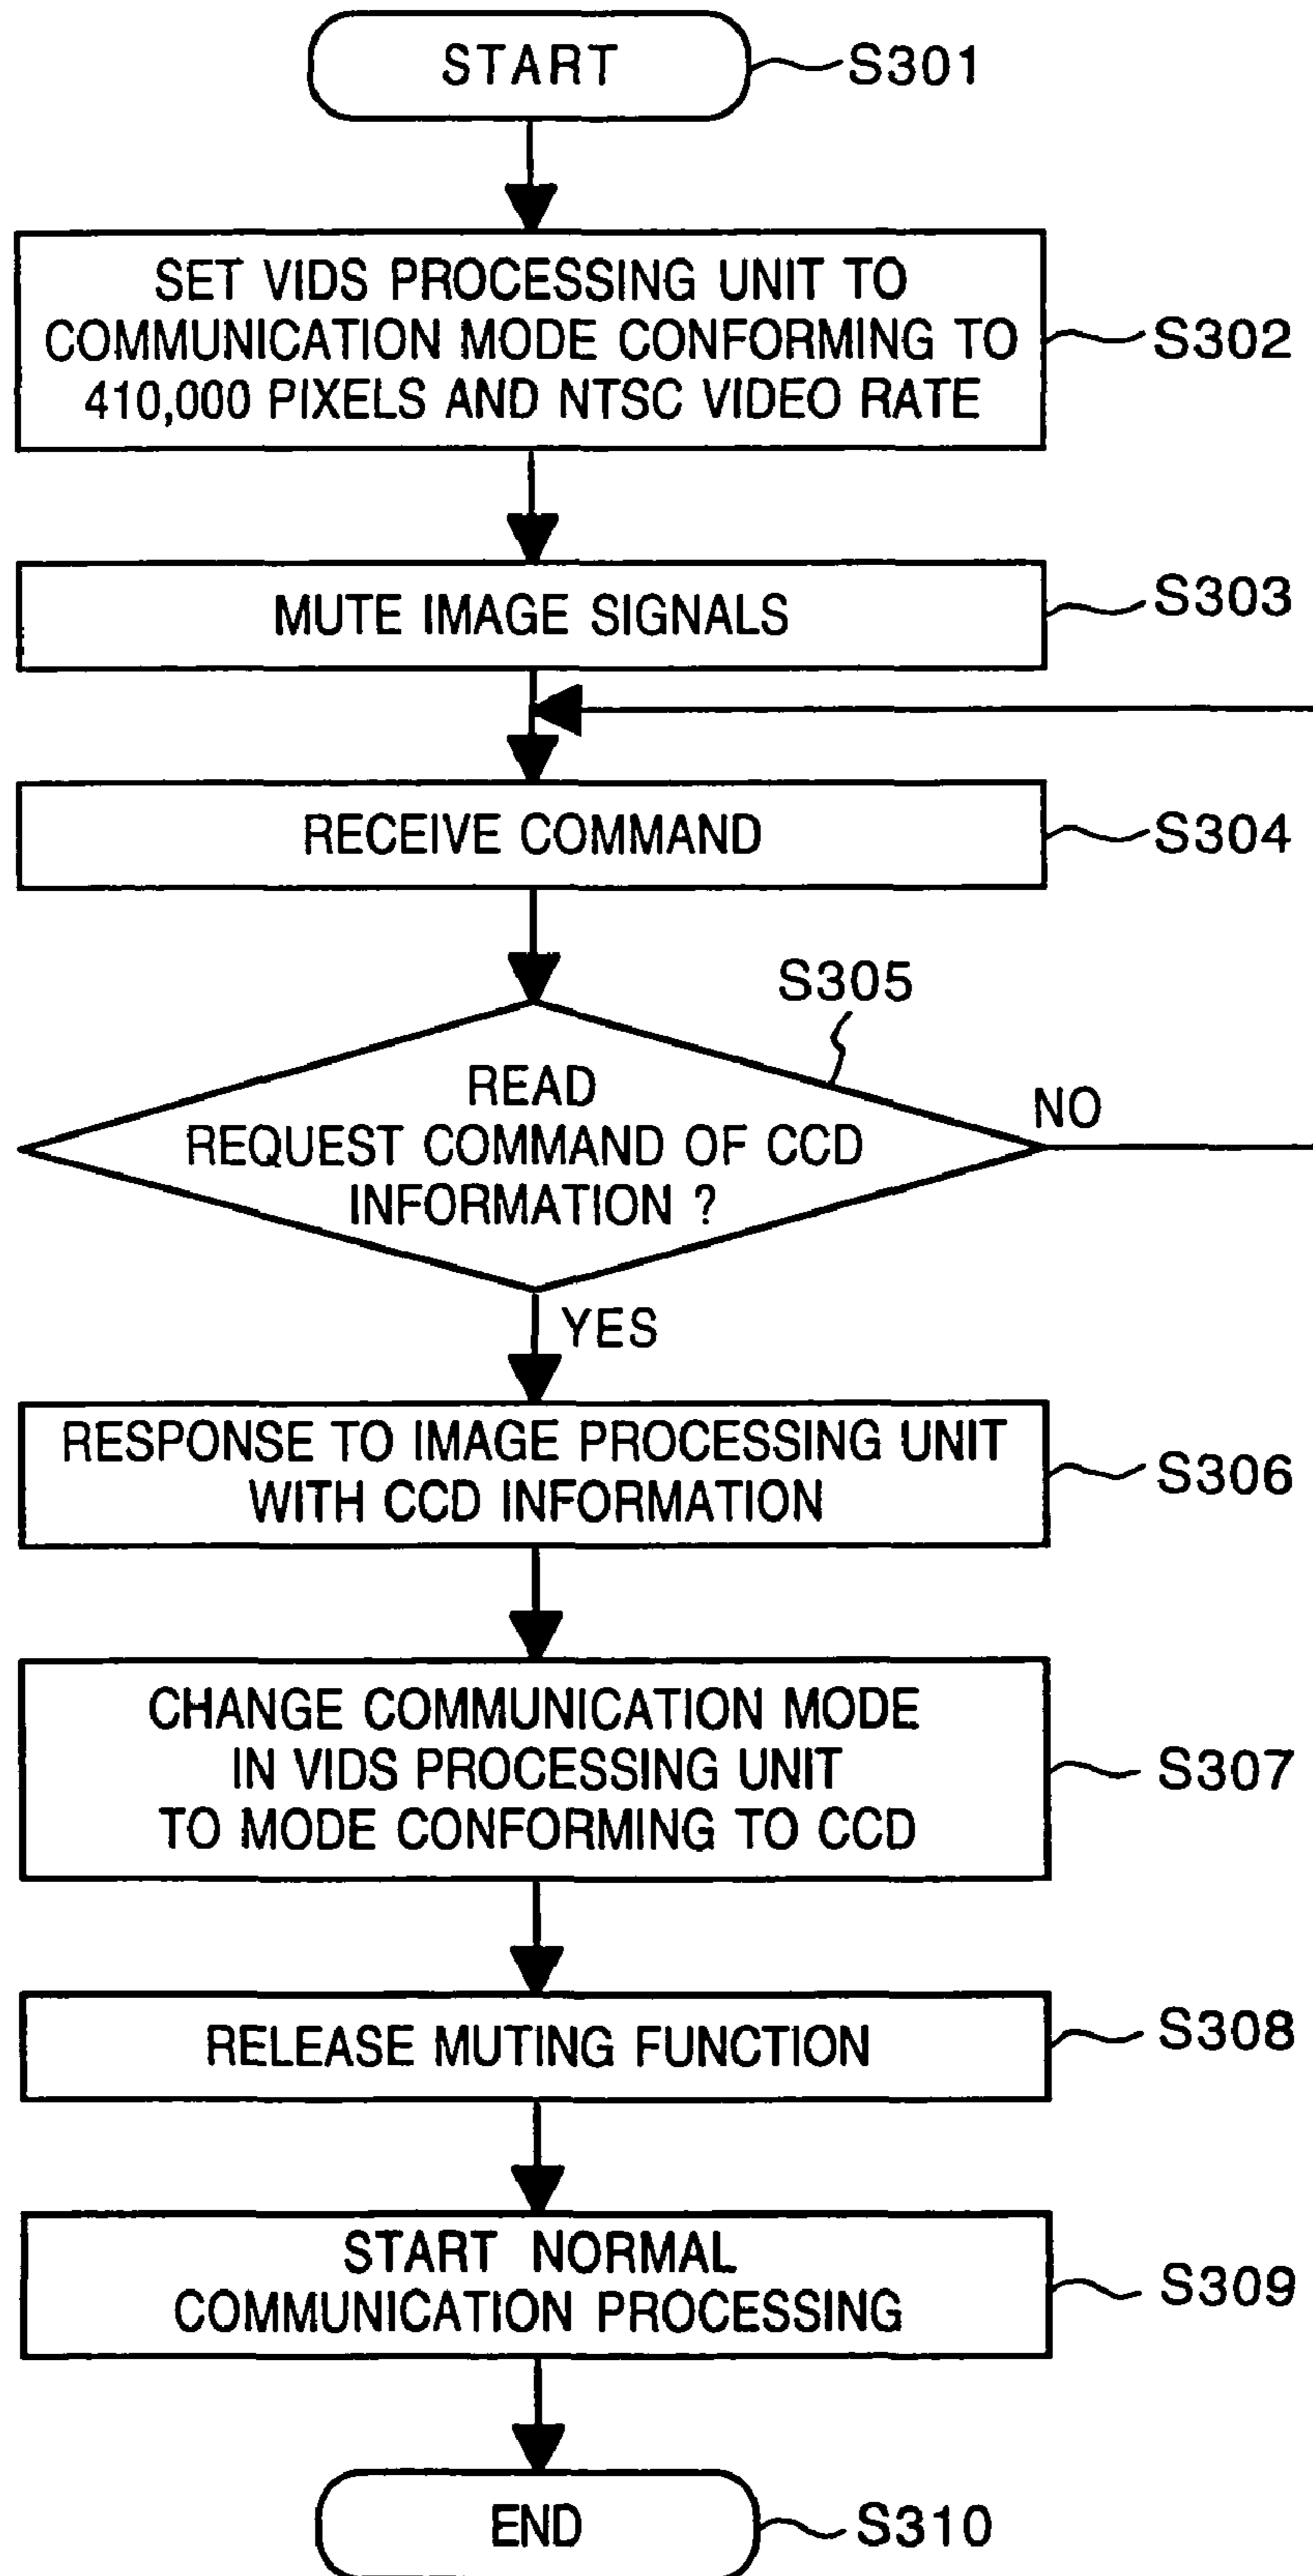 START
S301
SET VIDS PROCESSING UNIT TO
COMMUNICATION MODE CONFORMING TO
410,000 PIXELS AND NTSC VIDEO RATE
S302
MUTE IMAGE SIGNALS
S303
RECEIVE COMMAND
S304
S305
READ
REQUEST COMMAND OF CCD
INFORMATION ?
NO
YES
RESPONSE TO IMAGE PROCESSING UNIT
WITH CCD INFORMATION
S306
CHANGE COMMUNICATION MODE
IN VIDS PROCESSING UNIT
TO MODE CONFORMING TO CCD
S307
RELEASE MUTING FUNCTION
S308
START NORMAL
COMMUNICATION PROCESSING
S309
END
S310